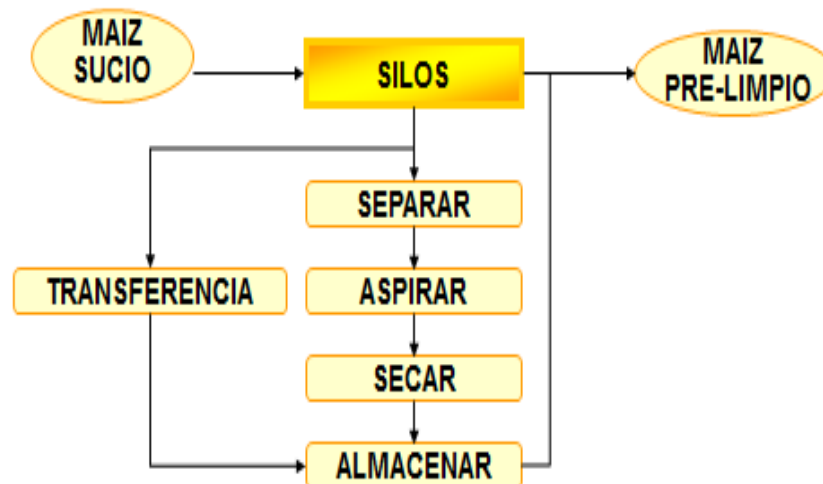 MAIZ
SUCIO
SILOS
MAIZ
PRE-LIMPIO
SEPARAR
TRANSFERENCIA
ASPIRAR
SECAR
ALMACENAR